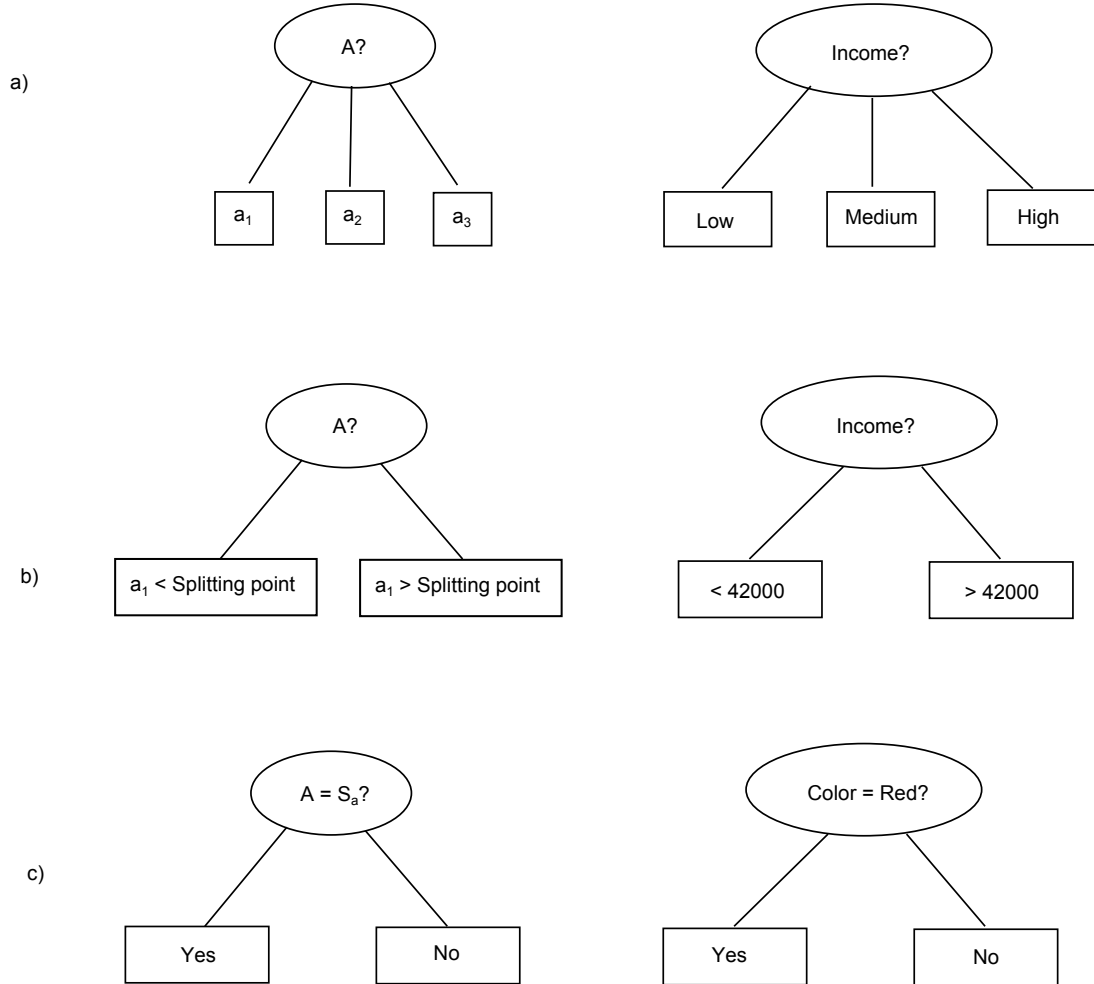 A?
Income?
a)
a₁ a₂ a₃
Low Medium High
A?
Income?
b)
a₁ < Splitting point
a₁ > Splitting point
< 42000
> 42000
A = Sₐ?
Color = Red?
c)
Yes
No
Yes
No